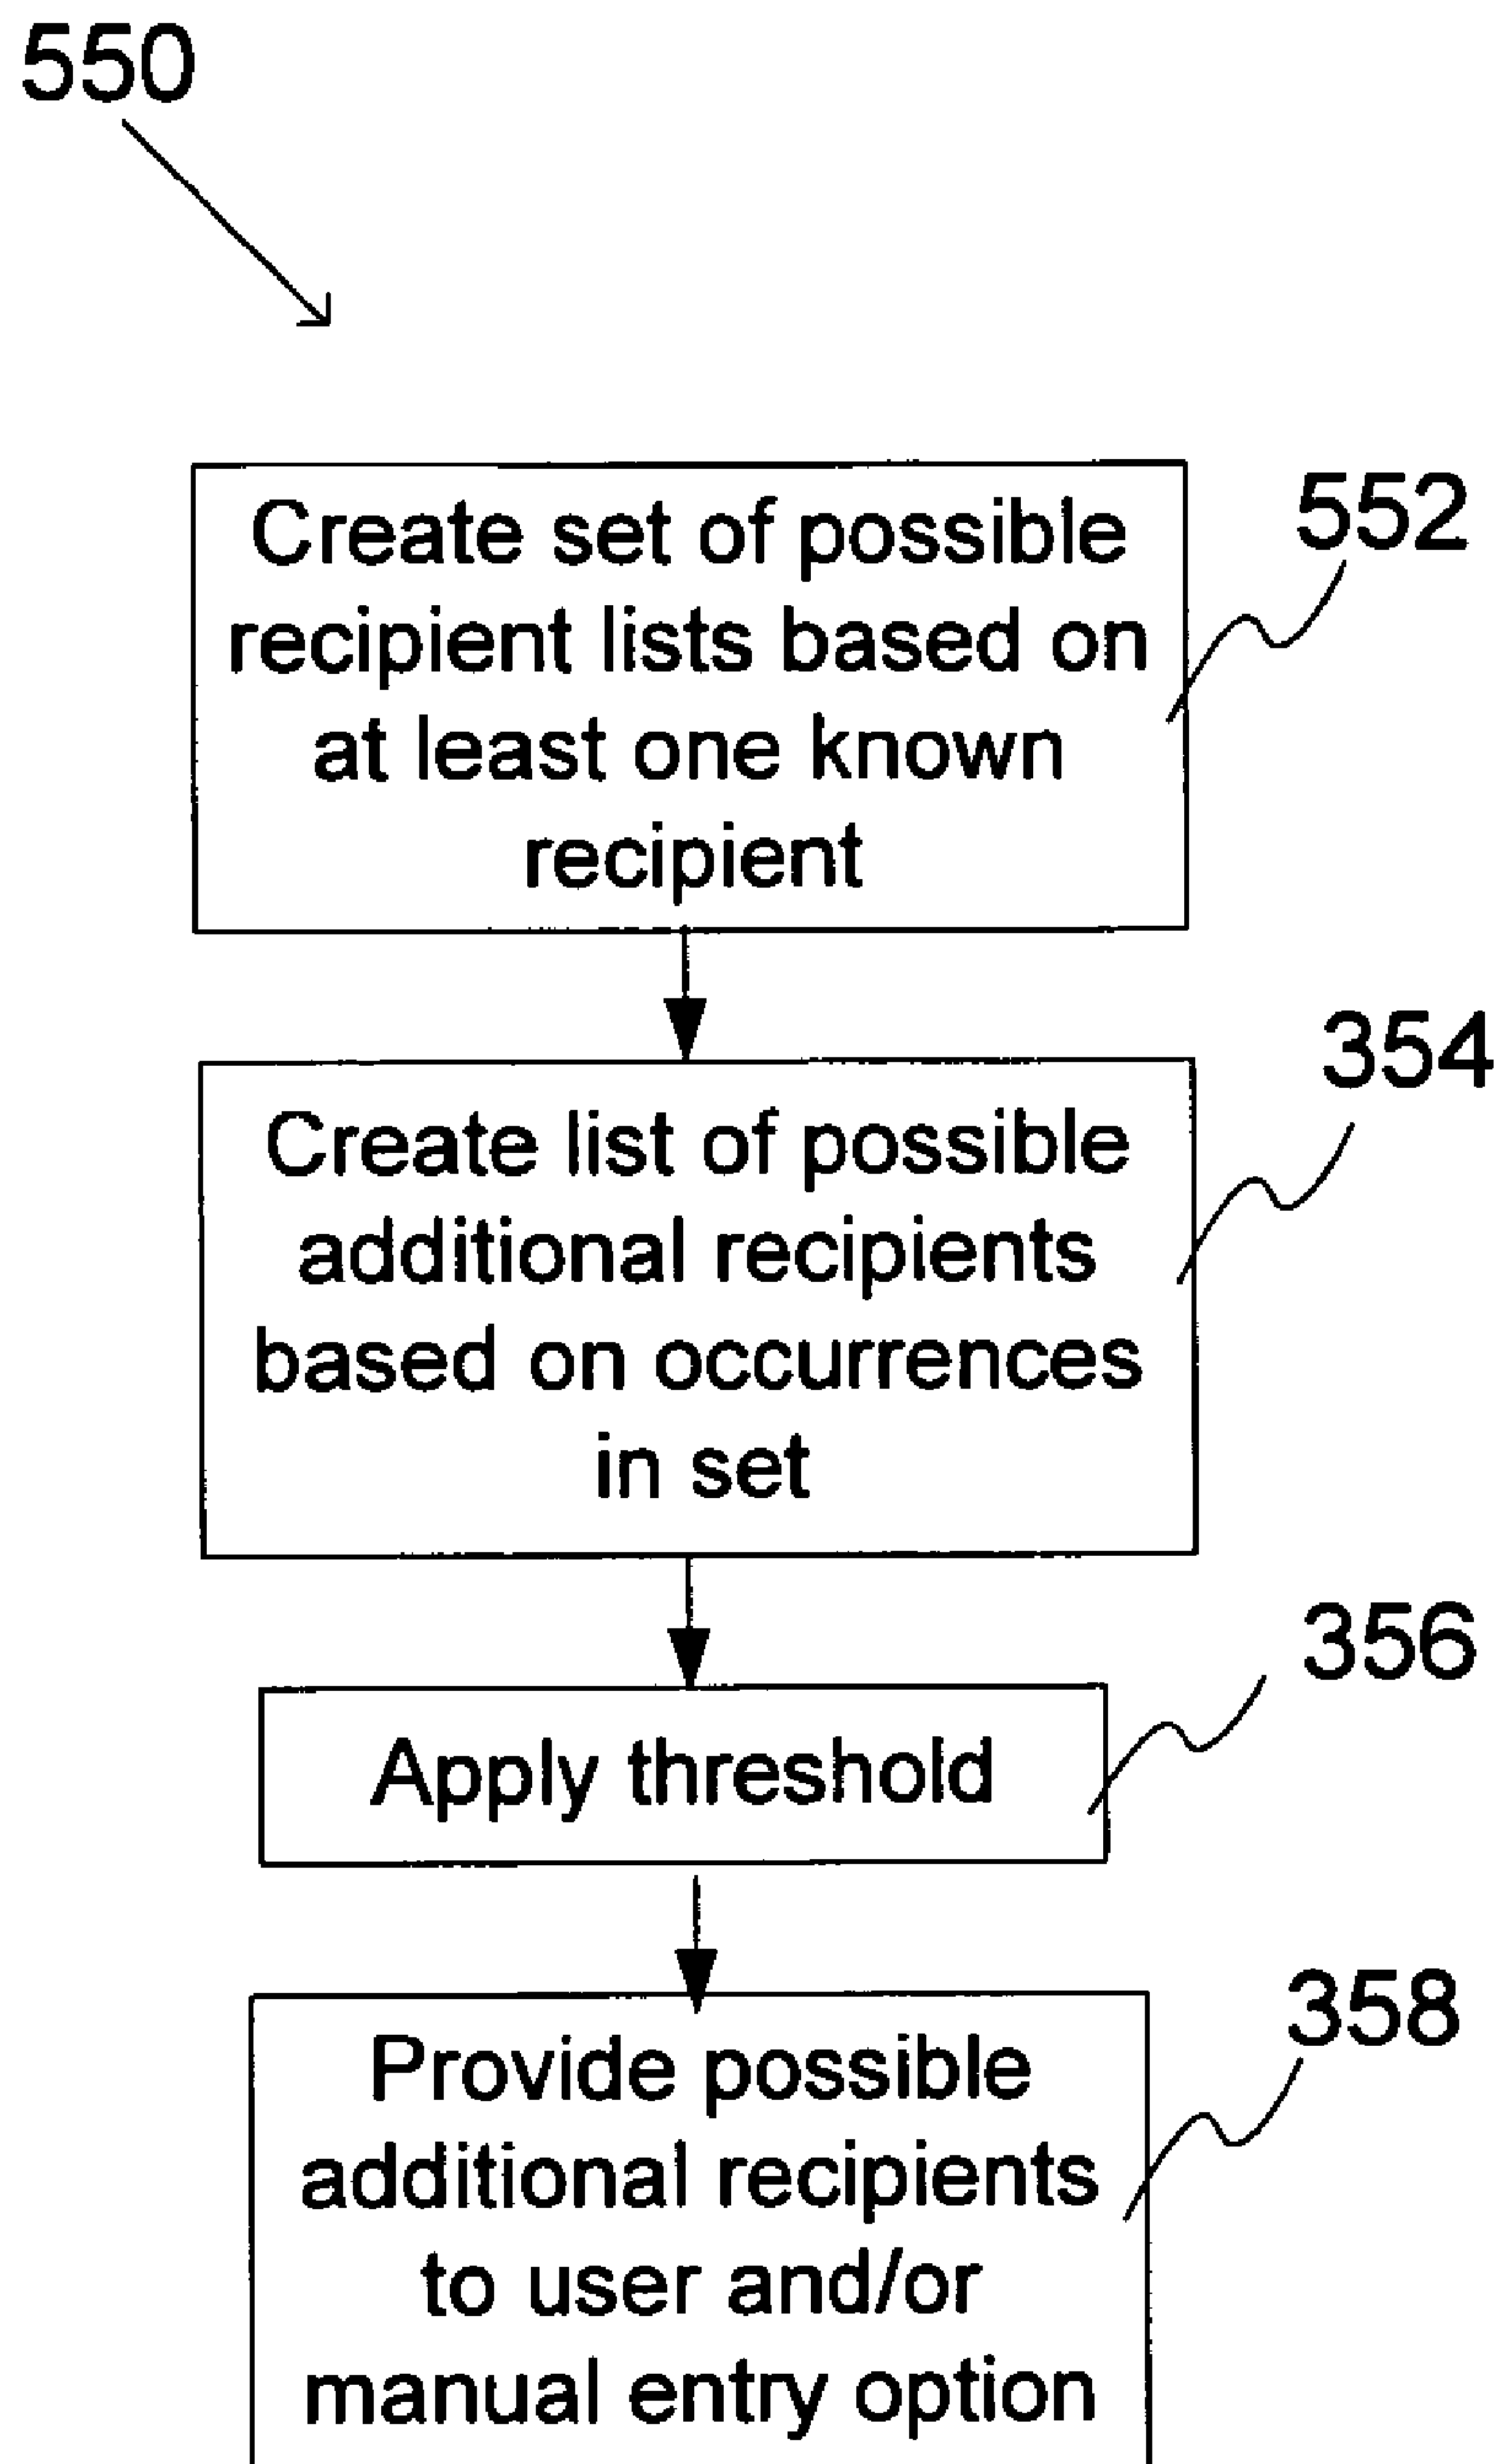 550
Create set of possible
recipient lists based on
at least one known
recipient
552
Create list of possible
additional recipients
based on occurrences
in set
354
Apply threshold
356
Provide possible
additional recipients
to user and/or
manual entry option
358